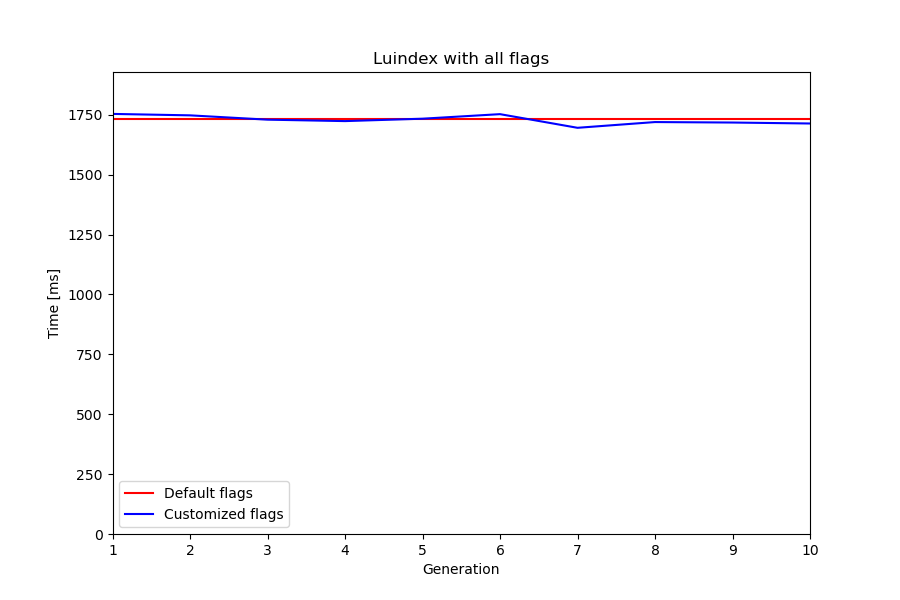 Luindex with all flags
Time [ms]
1750
1500
1250
1000
750
500
250
0
Default flags
Customized flags
1 2 3 4 5 6 7 8 9 10
Generation